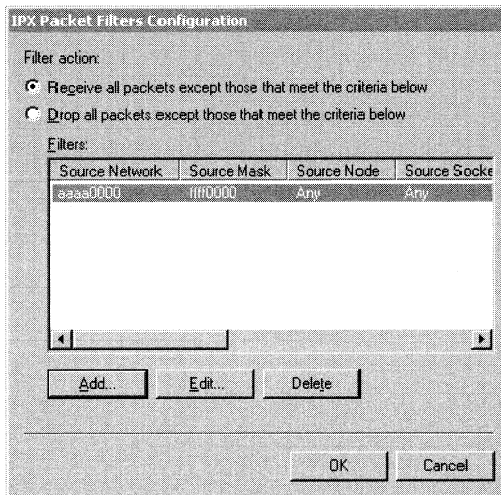 IPX Packet Filters Configuration
Filter action:
Receive all packets except those that meet the criteria below
Drop all packets except those that meet the criteria below
Filters:
Source Network Source Mask Source Node Source Socke
aaaa0000 ffff0000 Any Any
Add... Edit... Delete
OK Cancel